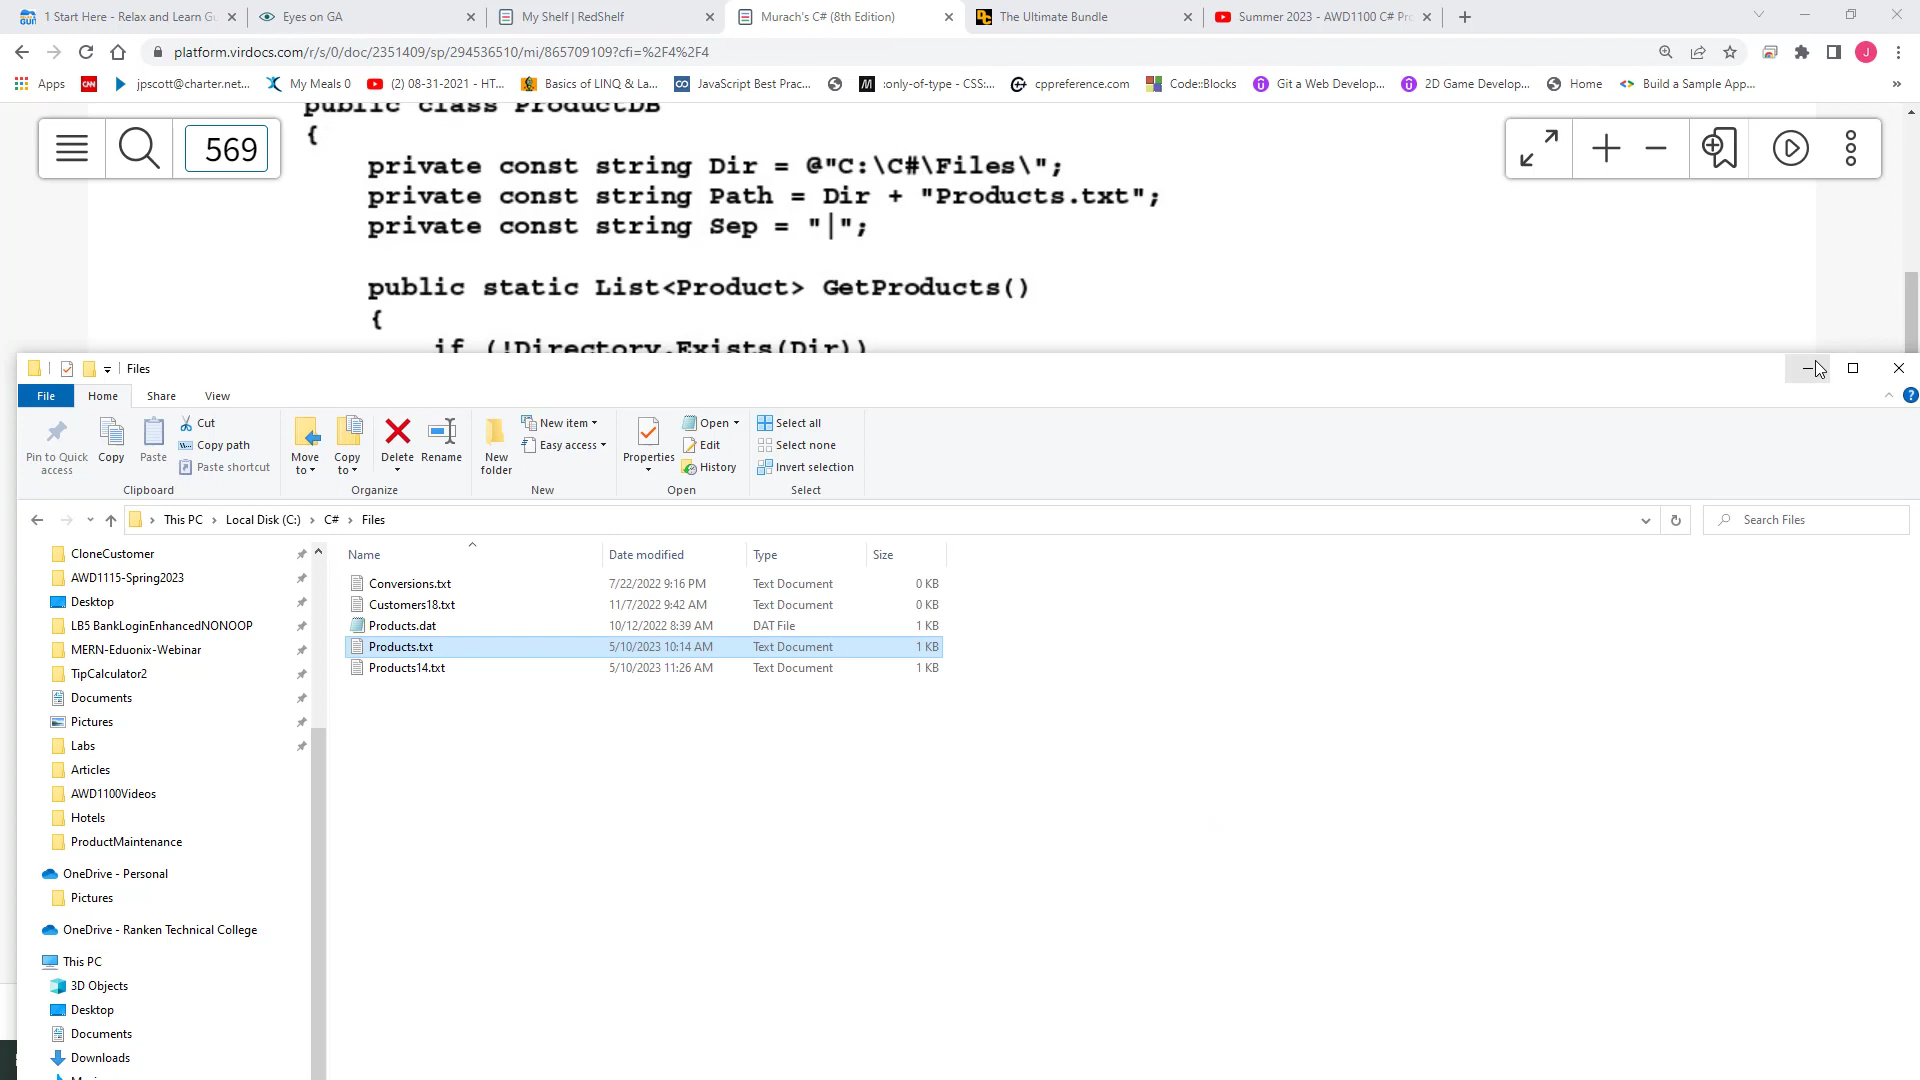 1 Start Here - Relax and Learn Gu
Eyes on GA
My Shelf | RedShelf
Murach's C# (8th Edition)
The Ultimate Bundle
Summer 2023 - AWD1100 C# Pro
platform.virdocs.com/r/s/0/doc/2351409/sp/294536510/mi/865709109?cfi=%2F4%2F4
J
Apps
CNN
jpscott@charter.net...
My Meals 0
(2) 08-31-2021 - HT...
Basics of LINQ & La...
JavaScript Best Prac...
:only-of-type - CSS:...
cppreference.com
Code::Blocks
Git a Web Develop...
2D Game Develop...
Home
Build a Sample App...
»
public class ProductDB
{
569
private const string Dir = @"C:\C#\Files\";
private const string Path = Dir + "Products.txt";
private const string Sep = "|";
public static List<Product> GetProducts()
{
if (!Directory.Exists(Dir))
Files
File
Home
Share
View
Pin to Quick access
Copy
Paste
Cut
Copy path
Paste shortcut
Clipboard
Move to
Copy to
Delete
Rename
Organize
New folder
New item
Easy access
New
Properties
Open
Edit
History
Open
Select all
Select none
Invert selection
Select
This PC > Local Disk (C:) > C# > Files
Search Files
Name
Date modified
Type
Size
Conversions.txt 7/22/2022 9:16 PM Text Document 0 KB
Customers18.txt 11/7/2022 9:42 AM Text Document 0 KB
Products.dat 10/12/2022 8:39 AM DAT File 1 KB
Products.txt 5/10/2023 10:14 AM Text Document 1 KB
Products14.txt 5/10/2023 11:26 AM Text Document 1 KB
CloneCustomer
AWD1115-Spring2023
Desktop
LB5 BankLoginEnhancedNONOOP
MERN-Eduonix-Webinar
TipCalculator2
Documents
Pictures
Labs
Articles
AWD1100Videos
Hotels
ProductMaintenance
OneDrive - Personal
Pictures
OneDrive - Ranken Technical College
This PC
3D Objects
Desktop
Documents
Downloads